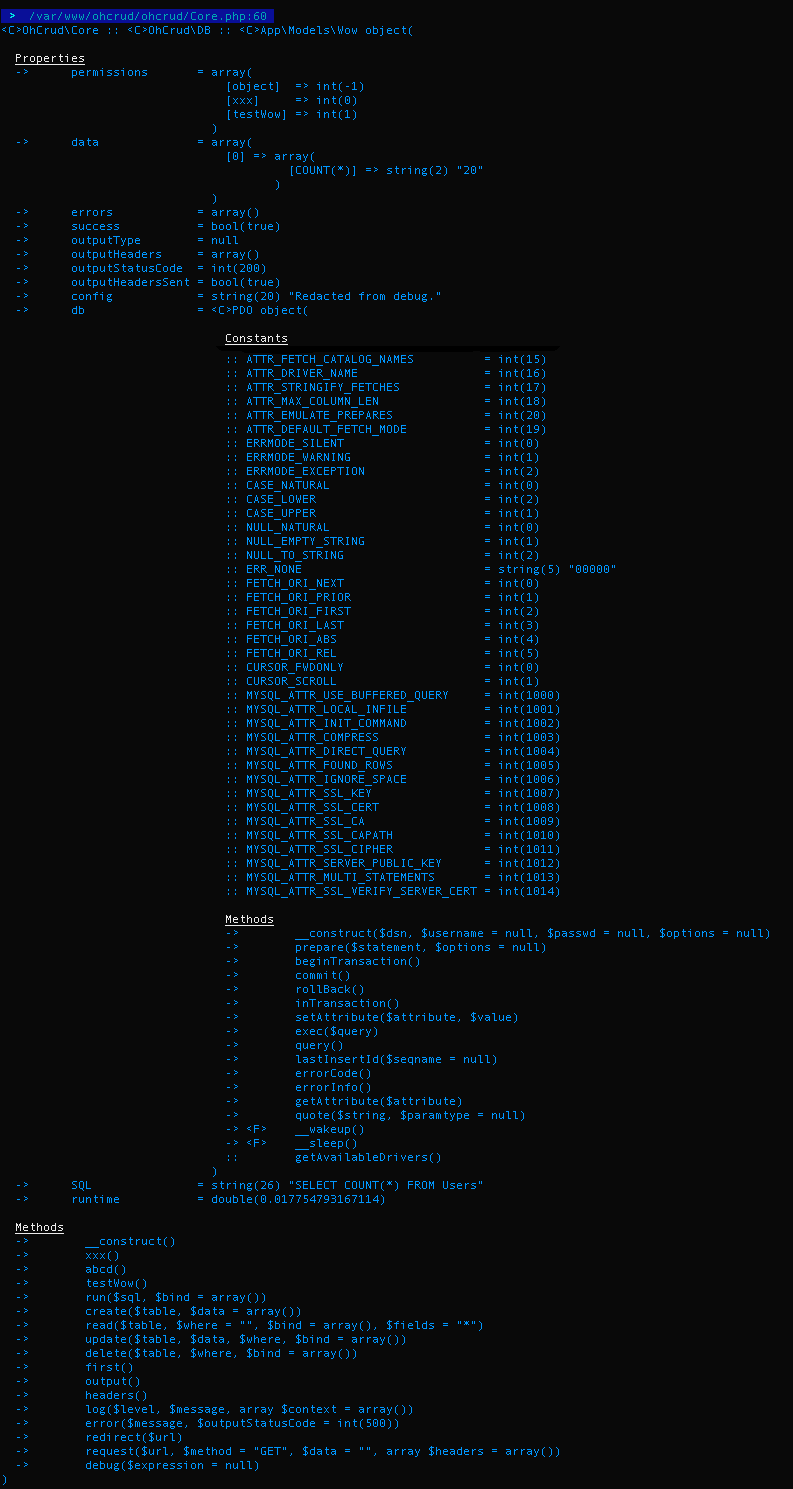 > /var/www/ohcrud/ohcrud/Core.php:60
<C>OhCrud\Core :: <C>OhCrud\DB :: <C>App\Models\Wow object(
Properties
-> permissions = array(
[object] => int(-1)
[xxx] => int(0)
[testWow] => int(1)
)
-> data = array(
[0] => array(
[COUNT(*)] => string(2) "20"
)
)
-> errors = array()
-> success = bool(true)
-> outputType = null
-> outputHeaders = array()
-> outputStatusCode = int(200)
-> outputHeadersSent = bool(true)
-> config = string(20) "Redacted from debug."
-> db = <C>PDO object(
Constants
:: ATTR_FETCH_CATALOG_NAMES = int(15)
:: ATTR_DRIVER_NAME = int(16)
:: ATTR_STRINGIFY_FETCHES = int(17)
:: ATTR_MAX_COLUMN_LEN = int(18)
:: ATTR_EMULATE_PREPARES = int(20)
:: ATTR_DEFAULT_FETCH_MODE = int(19)
:: ERRMODE_SILENT = int(0)
:: ERRMODE_WARNING = int(1)
:: ERRMODE_EXCEPTION = int(2)
:: CASE_NATURAL = int(0)
:: CASE_LOWER = int(2)
:: CASE_UPPER = int(1)
:: NULL_NATURAL = int(0)
:: NULL_EMPTY_STRING = int(1)
:: NULL_TO_STRING = int(2)
:: ERR_NONE = string(5) "00000"
:: FETCH_ORI_NEXT = int(0)
:: FETCH_ORI_PRIOR = int(1)
:: FETCH_ORI_FIRST = int(2)
:: FETCH_ORI_LAST = int(3)
:: FETCH_ORI_ABS = int(4)
:: FETCH_ORI_REL = int(5)
:: CURSOR_FWDONLY = int(0)
:: CURSOR_SCROLL = int(1)
:: MYSQL_ATTR_USE_BUFFERED_QUERY = int(1000)
:: MYSQL_ATTR_LOCAL_INFILE = int(1001)
:: MYSQL_ATTR_INIT_COMMAND = int(1002)
:: MYSQL_ATTR_COMPRESS = int(1003)
:: MYSQL_ATTR_DIRECT_QUERY = int(1004)
:: MYSQL_ATTR_FOUND_ROWS = int(1005)
:: MYSQL_ATTR_IGNORE_SPACE = int(1006)
:: MYSQL_ATTR_SSL_KEY = int(1007)
:: MYSQL_ATTR_SSL_CERT = int(1008)
:: MYSQL_ATTR_SSL_CA = int(1009)
:: MYSQL_ATTR_SSL_CAPATH = int(1010)
:: MYSQL_ATTR_SSL_CIPHER = int(1011)
:: MYSQL_ATTR_SERVER_PUBLIC_KEY = int(1012)
:: MYSQL_ATTR_MULTI_STATEMENTS = int(1013)
:: MYSQL_ATTR_SSL_VERIFY_SERVER_CERT = int(1014)
Methods
-> __construct($dsn, $username = null, $passwd = null, $options = null)
-> prepare($statement, $options = null)
-> beginTransaction()
-> commit()
-> rollBack()
-> inTransaction()
-> setAttribute($attribute, $value)
-> exec($query)
-> query()
-> lastInsertId($seqname = null)
-> errorCode()
-> errorInfo()
-> getAttribute($attribute)
-> quote($string, $paramtype = null)
-> <F> __wakeup()
-> <F> __sleep()
:: getAvailableDrivers()
)
-> SQL = string(26) "SELECT COUNT(*) FROM Users"
-> runtime = double(0.017754793167114)
Methods
-> __construct()
-> xxx()
-> abcd()
-> testWow()
-> run($sql, $bind = array())
-> create($table, $data = array())
-> read($table, $where = "", $bind = array(), $fields = "*")
-> update($table, $data, $where, $bind = array())
-> delete($table, $where, $bind = array())
-> first()
-> output()
-> headers()
-> log($level, $message, array $context = array())
-> error($message, $outputStatusCode = int(500))
-> redirect($url)
-> request($url, $method = "GET", $data = "", array $headers = array())
-> debug($expression = null)
)